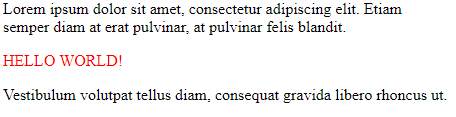 Lorem ipsum dolor sit amet, consectetur adipiscing elit. Etiam
semper diam at erat pulvinar, at pulvinar felis blandit.
HELLO WORLD!
Vestibulum volutpat tellus diam, consequat gravida libero rhoncus ut.